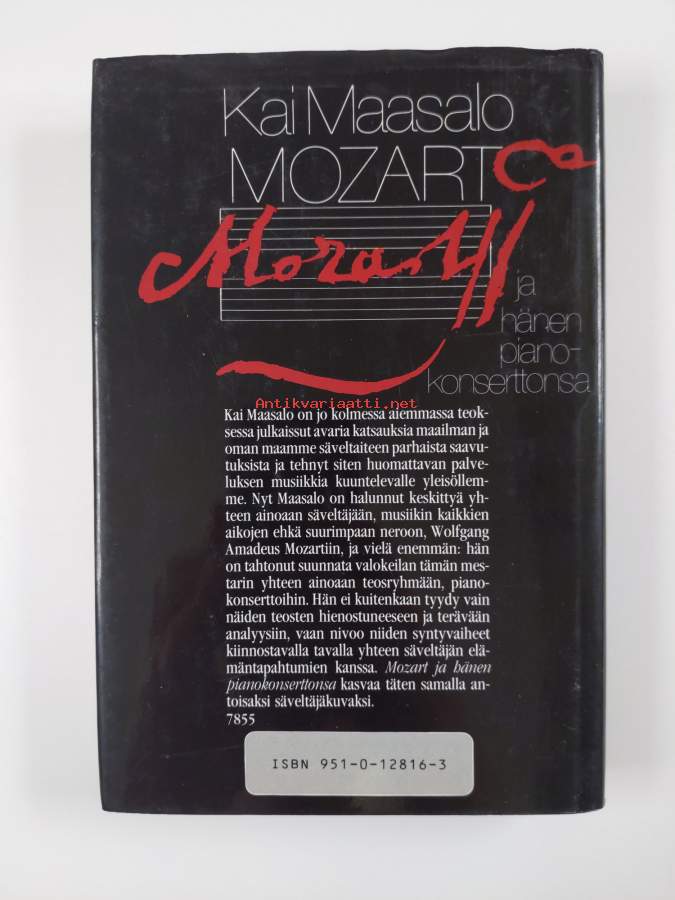 Kai Maasalo
MOZART
Mozart
ja
hänen
piano-
konserttonsa
Antikvariaatti.net
Kai Maasalo on jo kolmessa aiemmassa teok-
sessa julkaissut avaria katsauksia maailman ja
oman maamme säveltaiteen parhaista saavu-
tuksista ja tehnyt siten huomattavan palve-
luksen musiikkia kuuntelevalle yleisöllem-
me. Nyt Maasalo on halunnut keskittyä yh-
teen ainoaan säveltäjään, musiikin kaikkien
aikojen ehkä suurimpaan neroon, Wolfgang
Amadeus Mozartiin, ja vielä enemmän: hän
on tahtonut suunnata valokeilan tämän mes-
tarin yhteen ainoaan teosryhmään, piano-
konserttoihin. Hän ei kuitenkaan tyydy vain
näiden teosten hienostuneeseen ja terävään
analyysiin, vaan nivoo niiden syntyvaiheet
kiinnostavalla tavalla yhteen säveltäjän elä-
mäntapahtumien kanssa. Mozart ja hänen
pianokonserttonsa kasvaa täten samalla an-
toisaksi säveltäjäkuvaksi.
7855
ISBN 951-0-12816-3